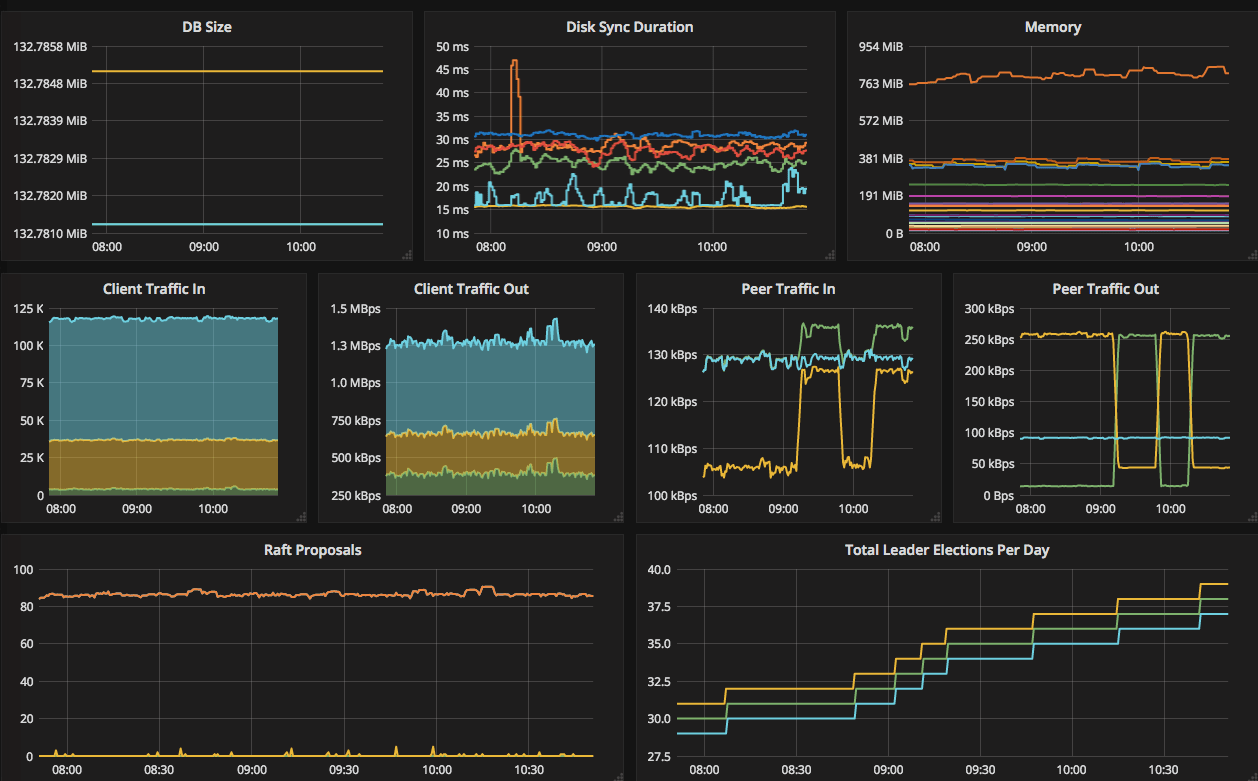 DB Size
132.7858 MiB
132.7848 MiB
132.7839 MiB
132.7829 MiB
132.7820 MiB
132.7810 MiB
08:00 09:00 10:00
Disk Sync Duration
50 ms
45 ms
40 ms
35 ms
30 ms
25 ms
20 ms
15 ms
10 ms
08:00 09:00 10:00
Memory
954 MiB
763 MiB
572 MiB
381 MiB
191 MiB
0 B
08:00 09:00 10:00
Client Traffic In
125 K
100 K
75 K
50 K
25 K
0
08:00 09:00 10:00
Client Traffic Out
1.5 MBps
1.3 MBps
1.0 MBps
750 kBps
500 kBps
250 kBps
08:00 09:00 10:00
Peer Traffic In
140 kBps
130 kBps
120 kBps
110 kBps
100 kBps
08:00 09:00 10:00
Peer Traffic Out
300 kBps
250 kBps
200 kBps
150 kBps
100 kBps
50 kBps
0 Bps
08:00 09:00 10:00
Raft Proposals
100
80
60
40
20
0
08:00 08:30 09:00 09:30 10:00 10:30
Total Leader Elections Per Day
40.0
37.5
35.0
32.5
30.0
27.5
08:00 08:30 09:00 09:30 10:00 10:30